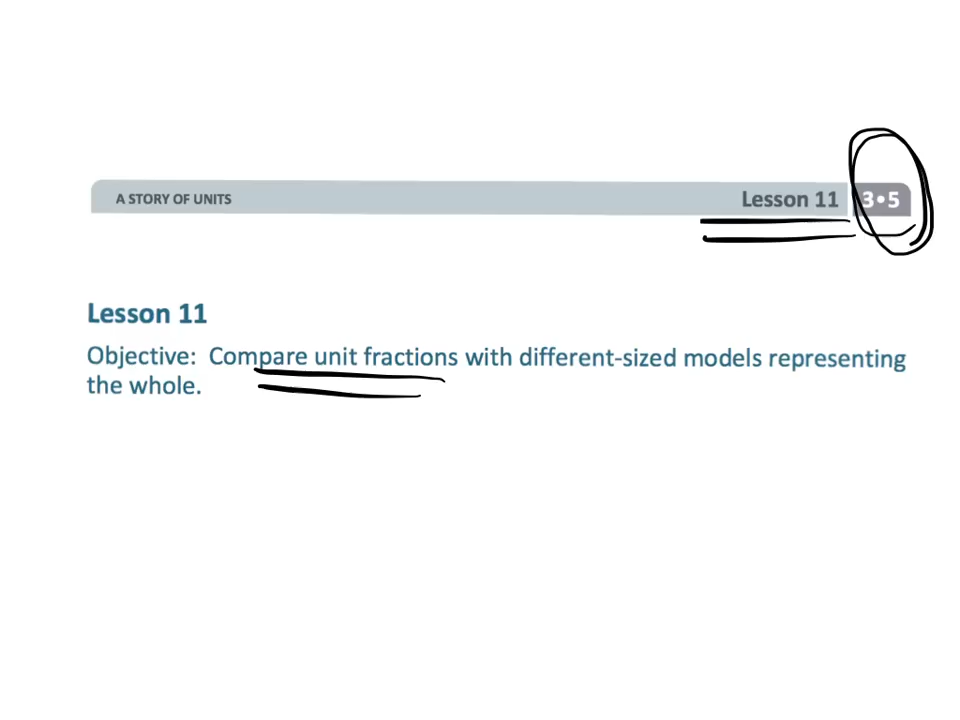 A STORY OF UNITS
Lesson 11 3•5
Lesson 11
Objective: Compare unit fractions with different-sized models representing
the whole.